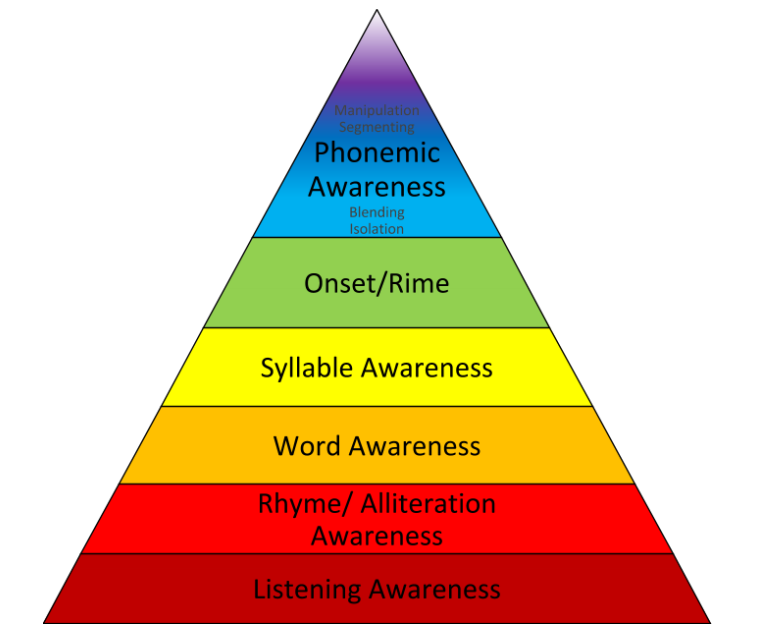 Manipulation
Segmenting
Phonemic
Awareness
Blending
Isolation
Onset/Rime
Syllable Awareness
Word Awareness
Rhyme/ Alliteration
Awareness
Listening Awareness